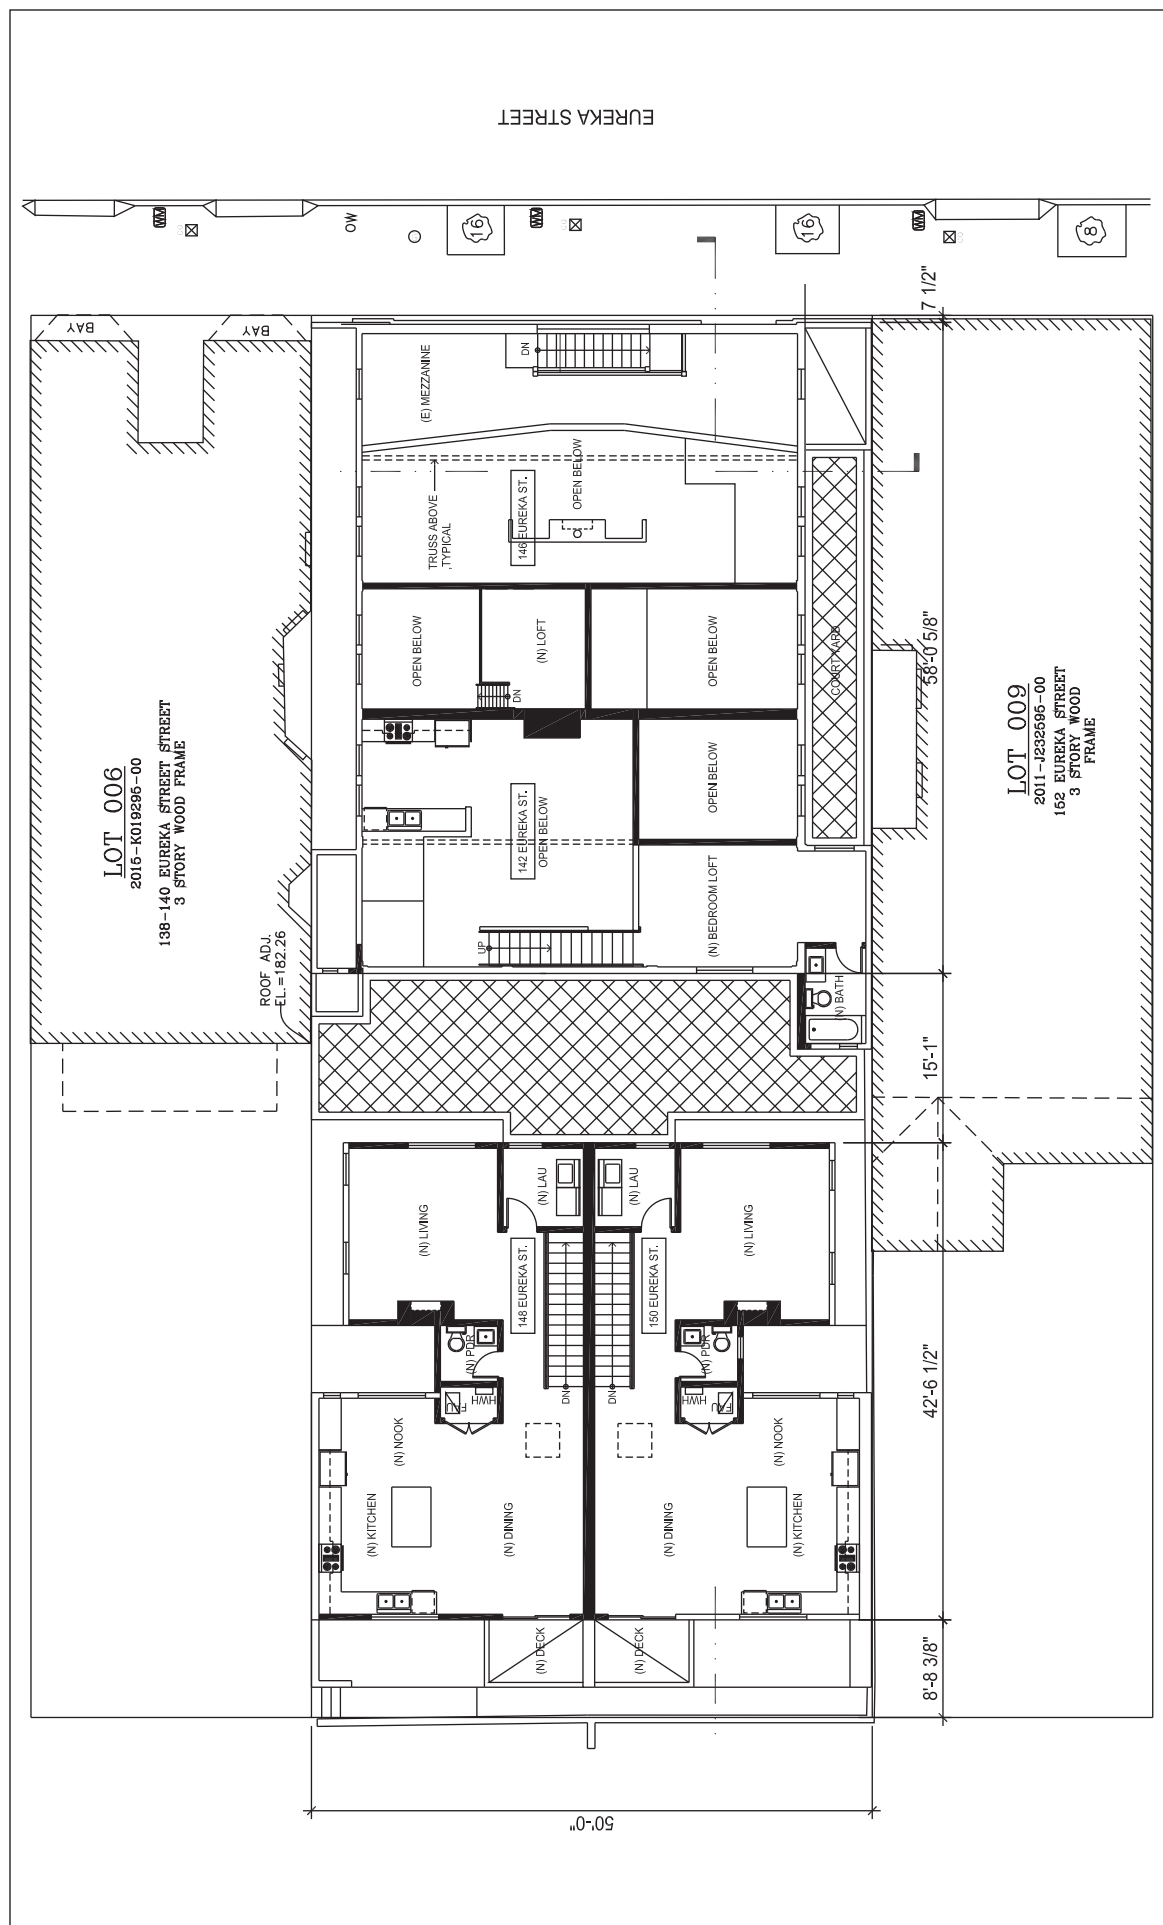 EUREKA STREET
WM
WM
WM
OW
16
16
8
BAY
BAY
7 1/2"
(E) MEZZANINE
DN
TRUSS ABOVE
,TYPICAL
146 EUREKA ST.
OPEN BELOW
OPEN BELOW
(N) LOFT
DN
OPEN BELOW
COURTYARD
58'-0 5/8"
LOT 006
2015-K019295-00
138-140 EUREKA STREET STREET
3 STORY WOOD FRAME
ROOF ADJ.
EL.=182.26
142 EUREKA ST.
OPEN BELOW
OPEN BELOW
UP
(N) BEDROOM LOFT
(N) BATH
LOT 009
2011-J232595-00
152 EUREKA STREET
3 STORY WOOD
FRAME
15'-1"
(N) LAU
(N) LAU
(N) LIVING
(N) LIVING
148 EUREKA ST.
150 EUREKA ST.
(N) PDR
(N) PDR
DN
DN
FAU
HWH
HWH
FAU
42'-6 1/2"
(N) NOOK
(N) NOOK
(N) KITCHEN
(N) DINING
(N) DINING
(N) KITCHEN
(N) DECK
(N) DECK
8'-8 3/8"
50'-0"